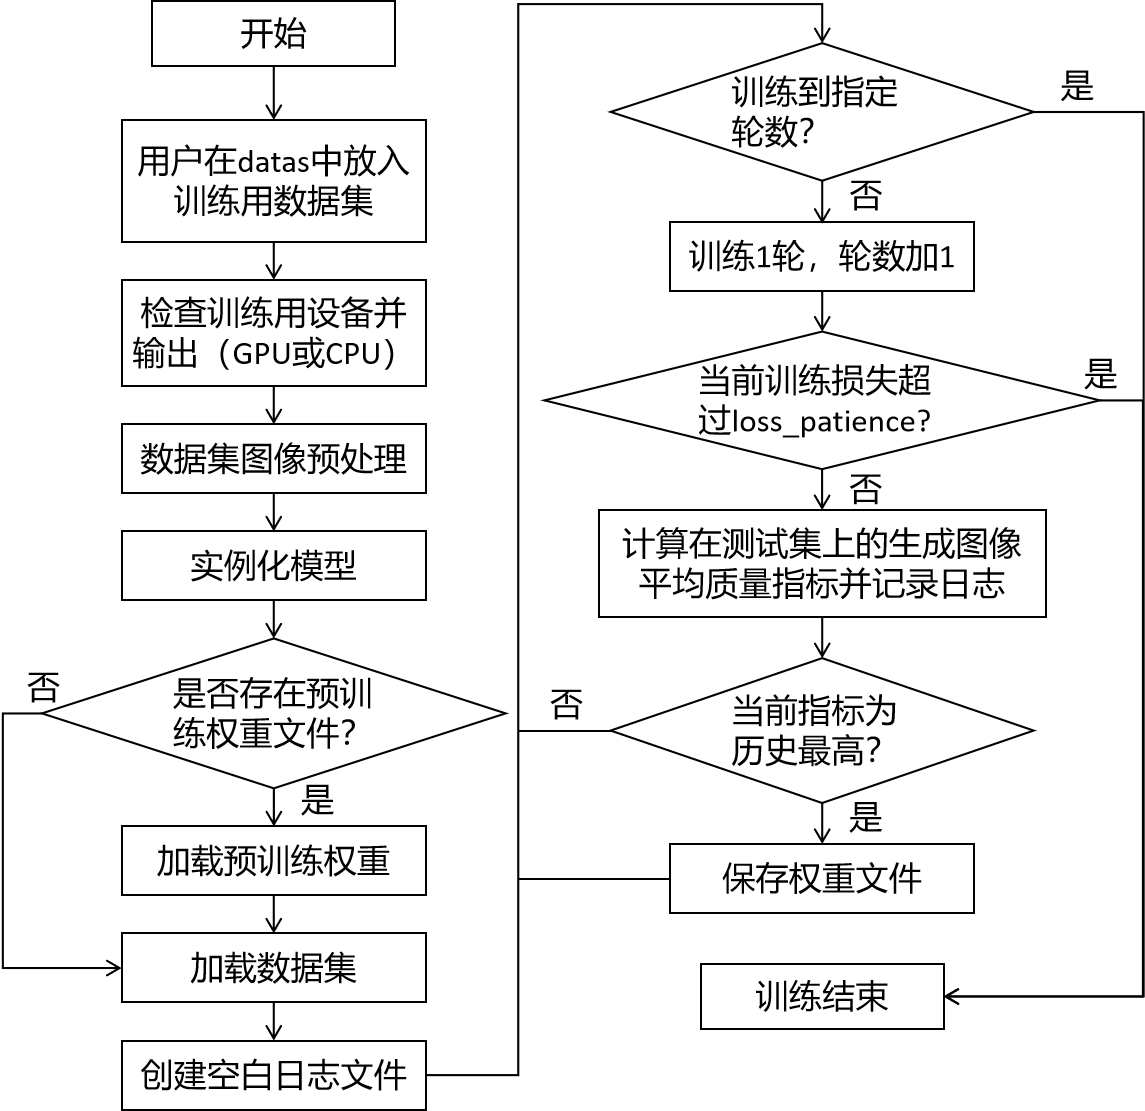 开始
用户在datas中放入
训练用数据集
检查训练用设备并
输出（GPU或CPU）
数据集图像预处理
实例化模型
否
是否存在预训
练权重文件？
是
加载预训练权重
加载数据集
创建空白日志文件
训练到指定
轮数？
是
否
训练1轮，轮数加1
当前训练损失超
过loss_patience?
是
否
计算在测试集上的生成图像
平均质量指标并记录日志
否
当前指标为
历史最高？
是
保存权重文件
训练结束